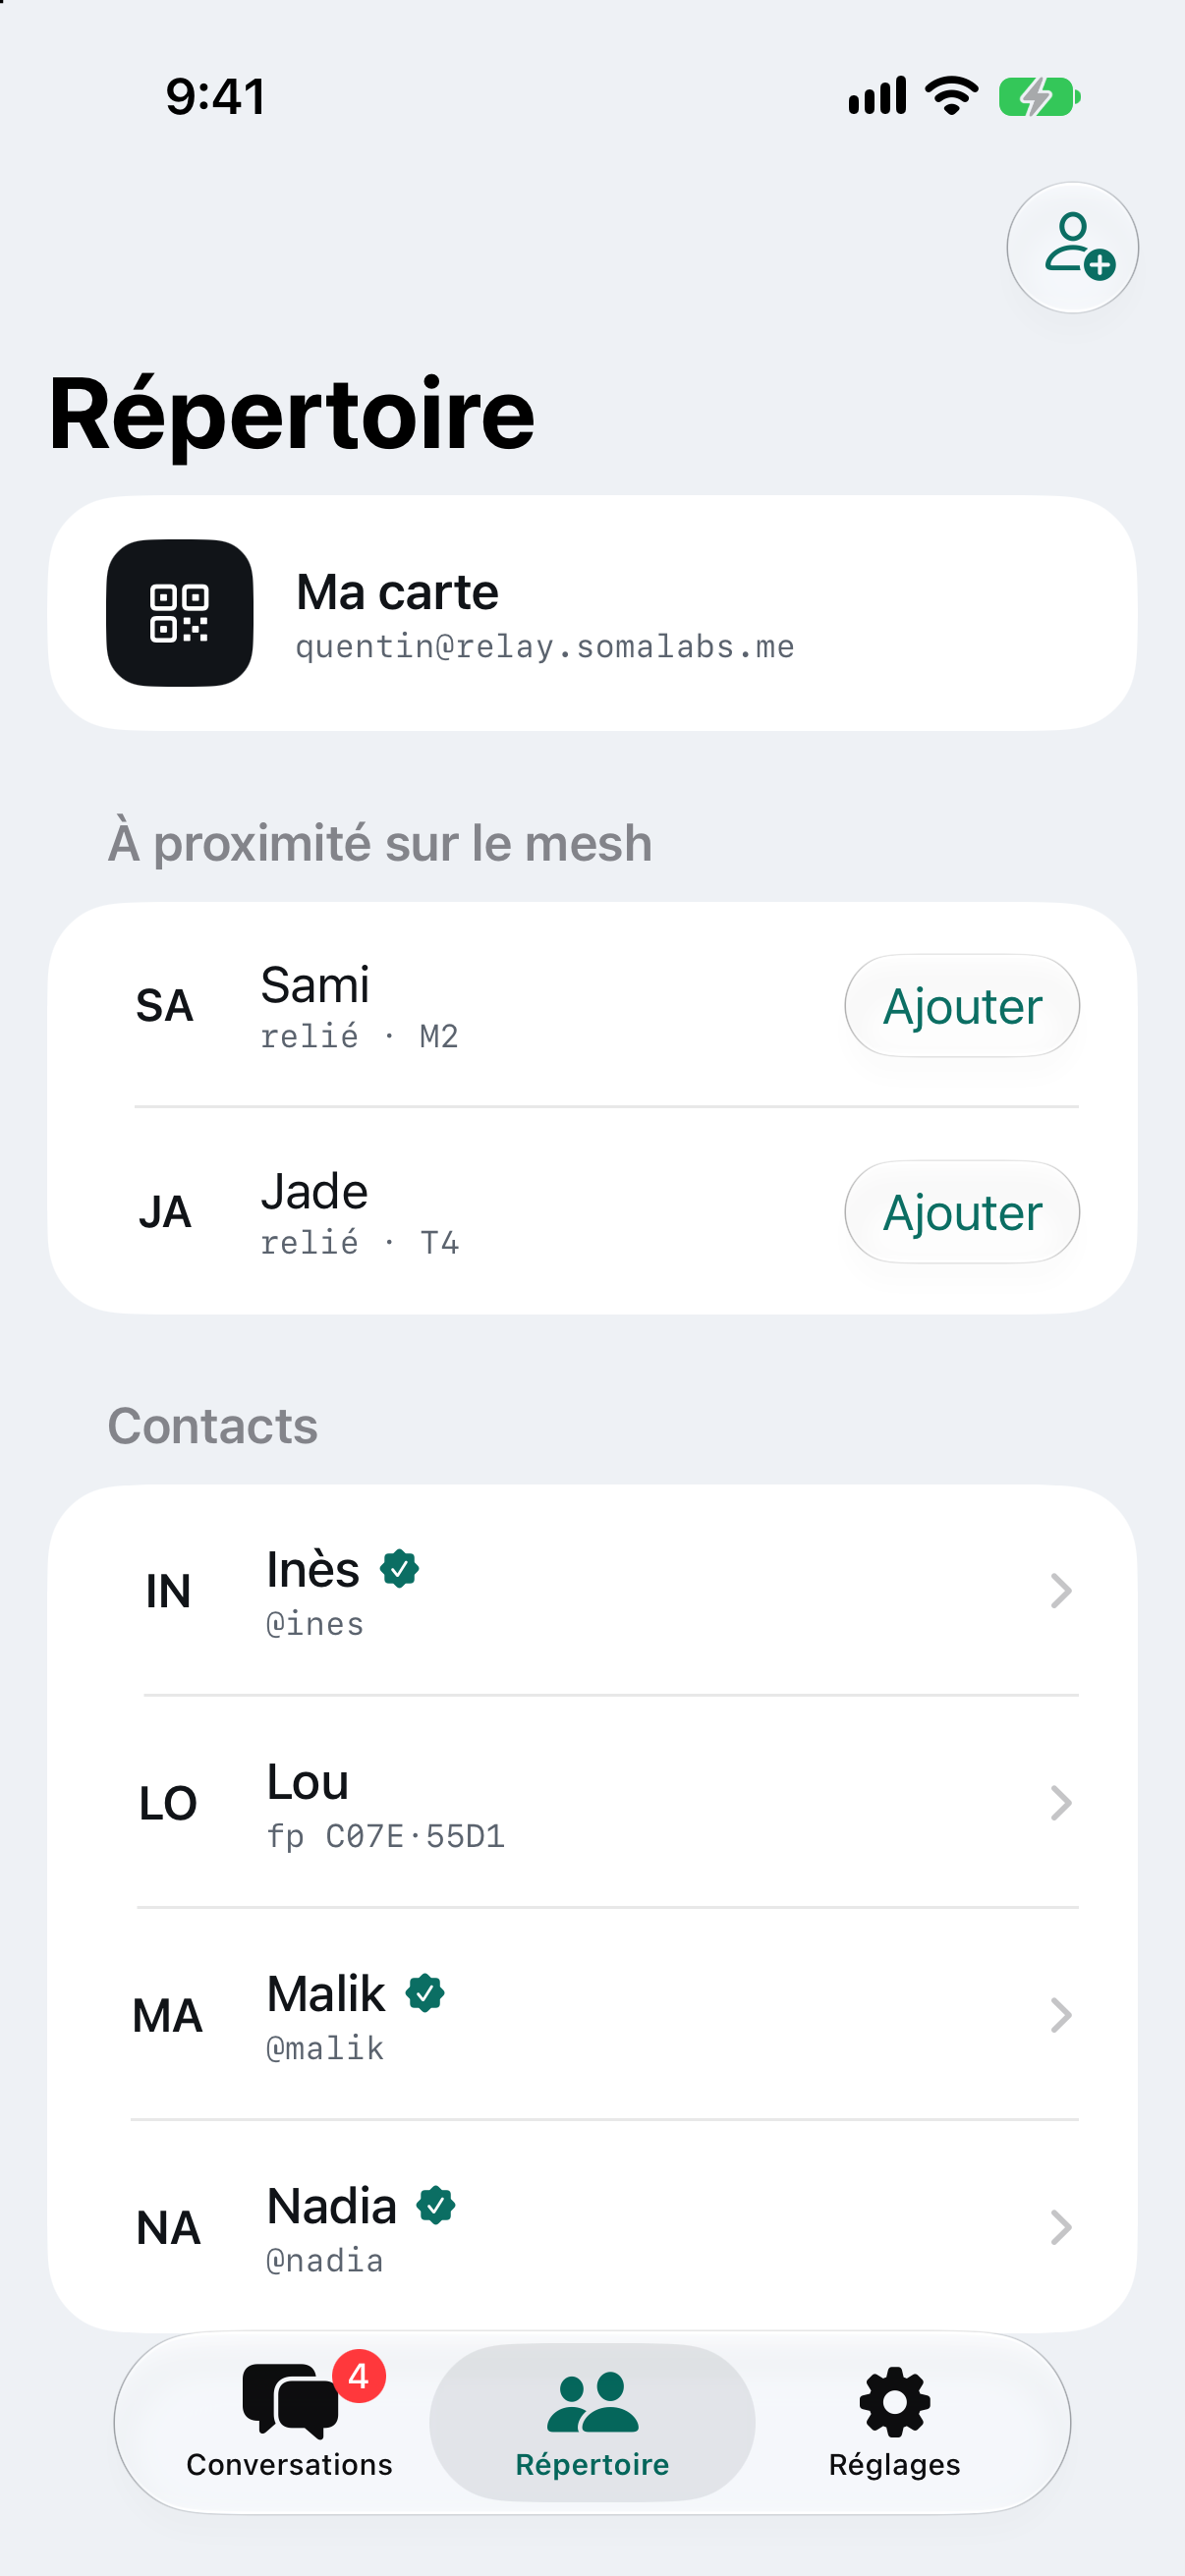 9:41
Répertoire
Ma carte
quentin@relay.somalabs.me
À proximité sur le mesh
SA
Sami
relié · M2
Ajouter
JA
Jade
relié · T4
Ajouter
Contacts
IN
Inès
@ines
LO
Lou
fp C07E·55D1
MA
Malik
@malik
NA
Nadia
@nadia
4
Conversations
Répertoire
Réglages